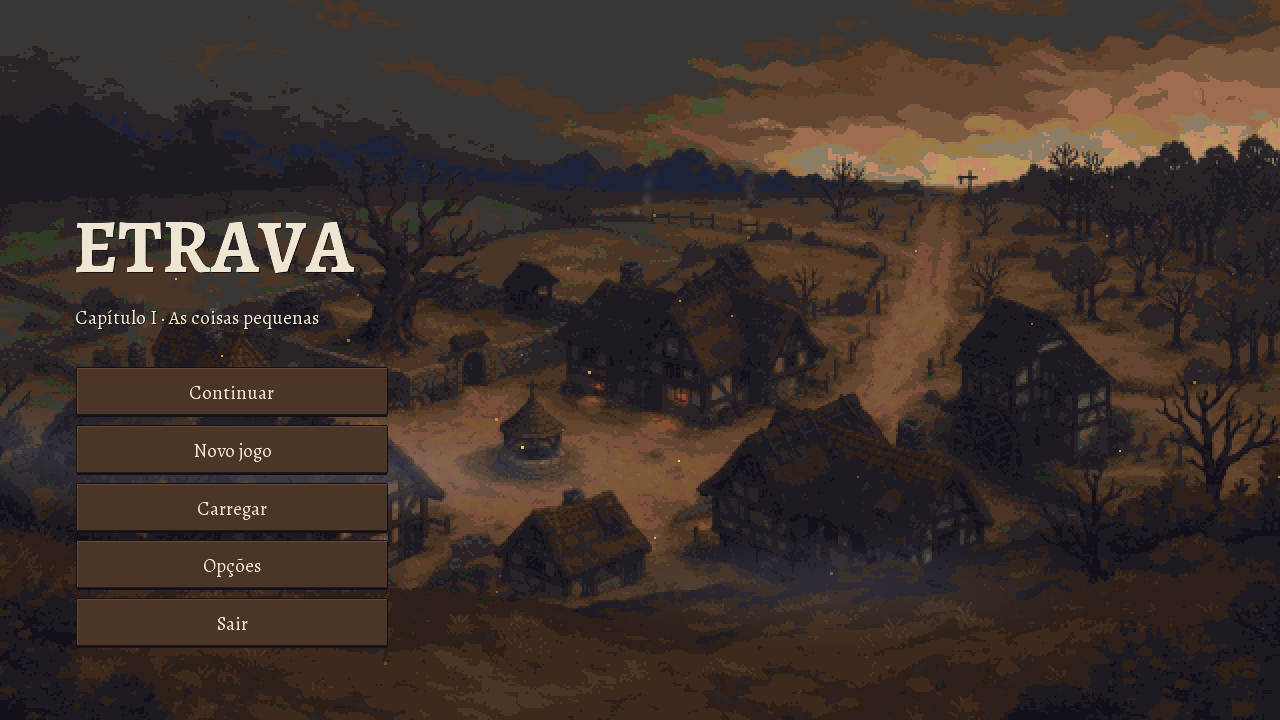 ETRAVA
Capítulo I · As coisas pequenas
Continuar
Novo jogo
Carregar
Opções
Sair